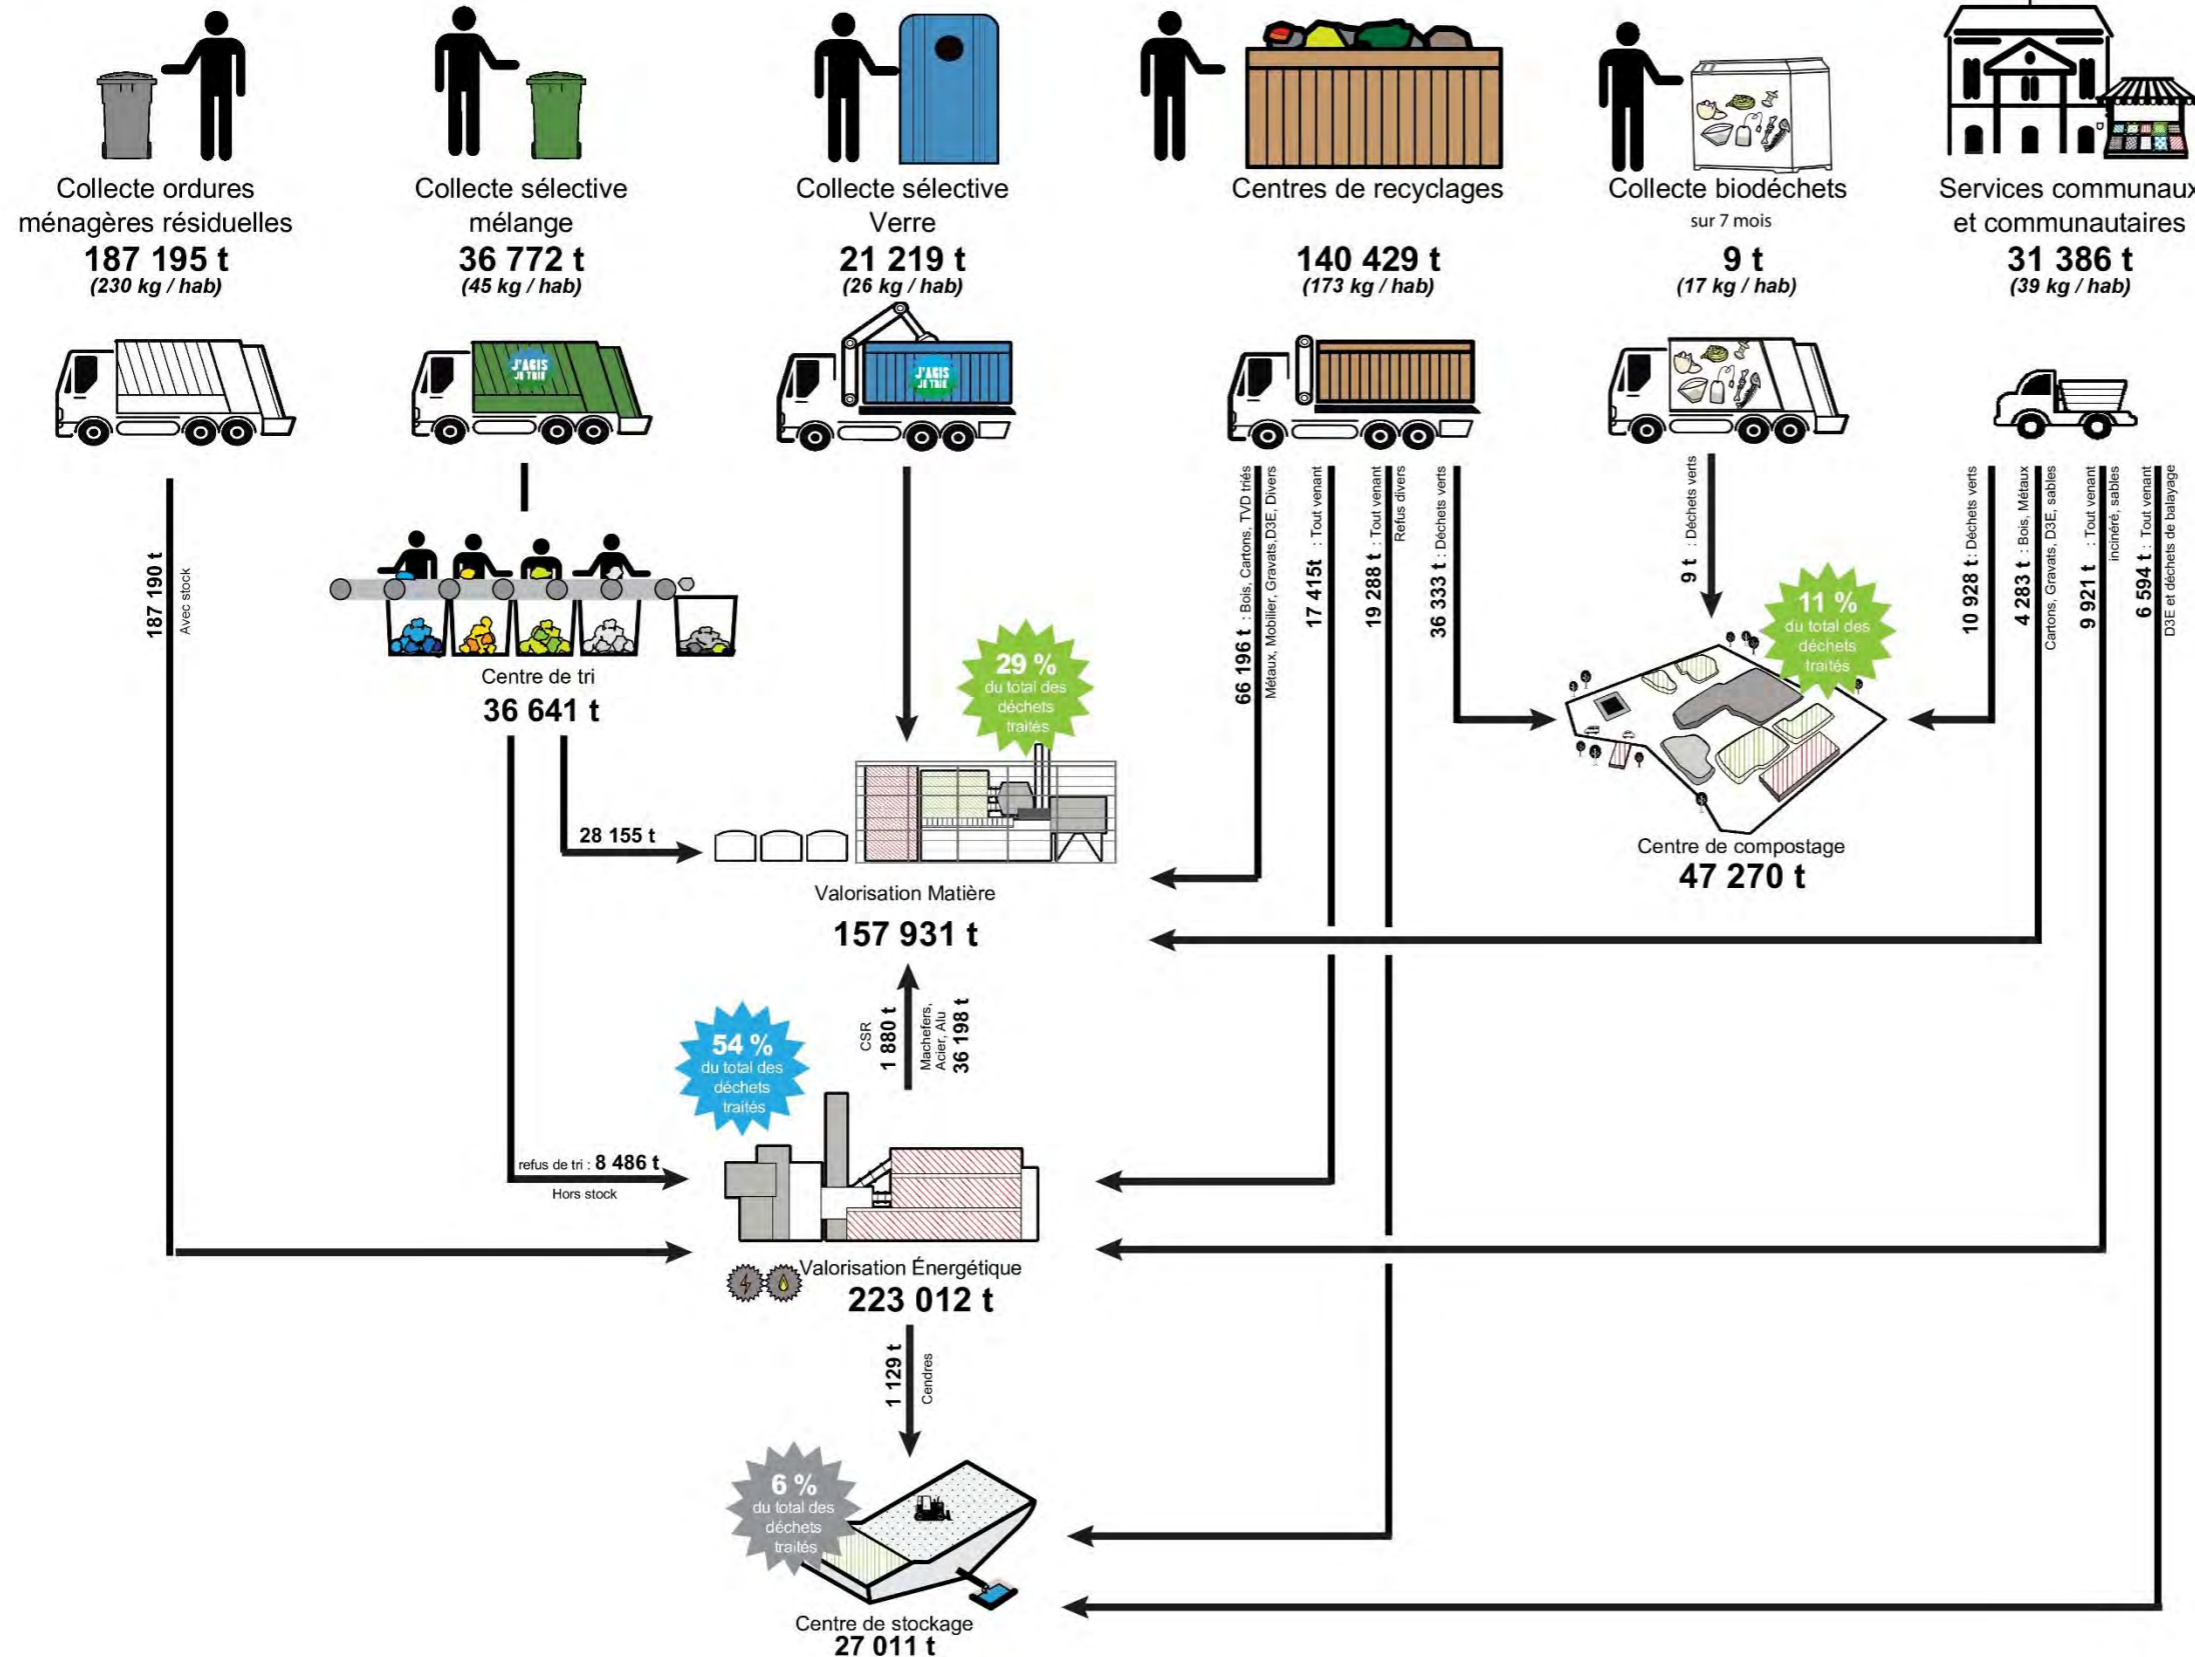 Collecte ordures
ménagères résiduelles
187 195 t
(230 kg / hab)
Collecte sélective
mélange
36 772 t
(45 kg / hab)
Collecte sélective
Verre
21 219 t
(26 kg / hab)
Centres de recyclages
140 429 t
(173 kg / hab)
Collecte biodéchets
sur 7 mois
9 t
(17 kg / hab)
Services communaux
et communautaires
31 386 t
(39 kg / hab)
J'AGIS
JE TRIE
J'AGIS
JE TRIE
187 190 t
Avec stock
Centre de tri
36 641 t
29 %
du total des
déchets
traités
66 196 t : Bois, Cartons, TVD triés
Métaux, Mobilier, Gravats,D3E, Divers
17 415t : Tout venant
19 288 t : Tout venant
Refus divers
36 333 t : Déchets verts
9 t : Déchets verts
11 %
du total des
déchets
traités
10 928 t : Déchets verts
4 283 t : Bois, Métaux
Cartons, Gravats, D3E, sables
9 921 t : Tout venant
incinéré, sables
6 594 t : Tout venant
D3E et déchets de balayage
28 155 t
Valorisation Matière
157 931 t
Centre de compostage
47 270 t
CSR
1 880 t
Machefers,
Acier, Alu
36 198 t
54 %
du total des
déchets
traités
refus de tri : 8 486 t
Hors stock
Valorisation Énergétique
223 012 t
1 129 t
Cendres
6 %
du total des
déchets
traités
Centre de stockage
27 011 t